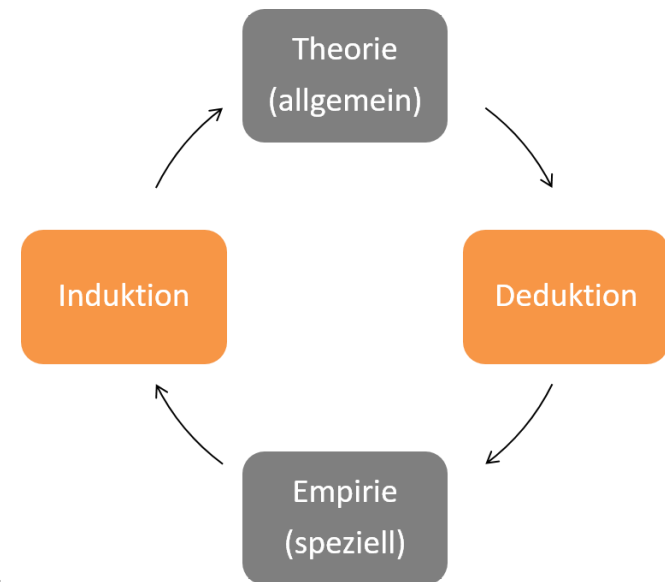 Theorie
(allgemein)
Induktion
Deduktion
Empirie
(speziell)